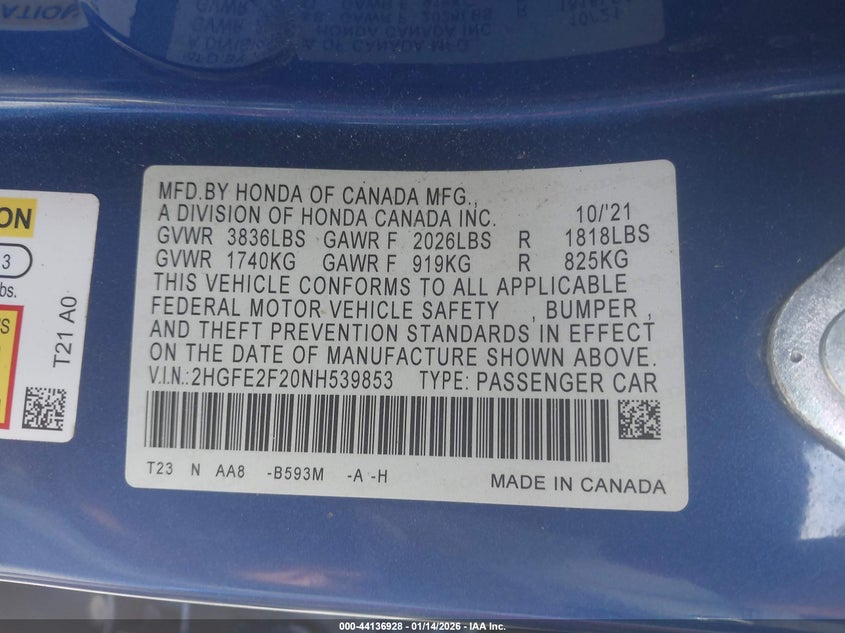 MFD.BY HONDA OF CANADA MFG.,
A DIVISION OF HONDA CANADA INC. 10/'21
GVWR 3836LBS GAWR F 2026LBS R 1818LBS
GVWR 1740KG GAWR F 919KG R 825KG
THIS VEHICLE CONFORMS TO ALL APPLICABLE
FEDERAL MOTOR VEHICLE SAFETY , BUMPER ,
AND THEFT PREVENTION STANDARDS IN EFFECT
ON THE DATE OF MANUFACTURE SHOWN ABOVE.
V.I.N.: 2HGFE2F20NH539853 TYPE: PASSENGER CAR
T23 N AA8 -B593M -A -H MADE IN CANADA
ON
3
bs.
S
T21 A0
000-44136928 - 01/14/2026 - IAA Inc.